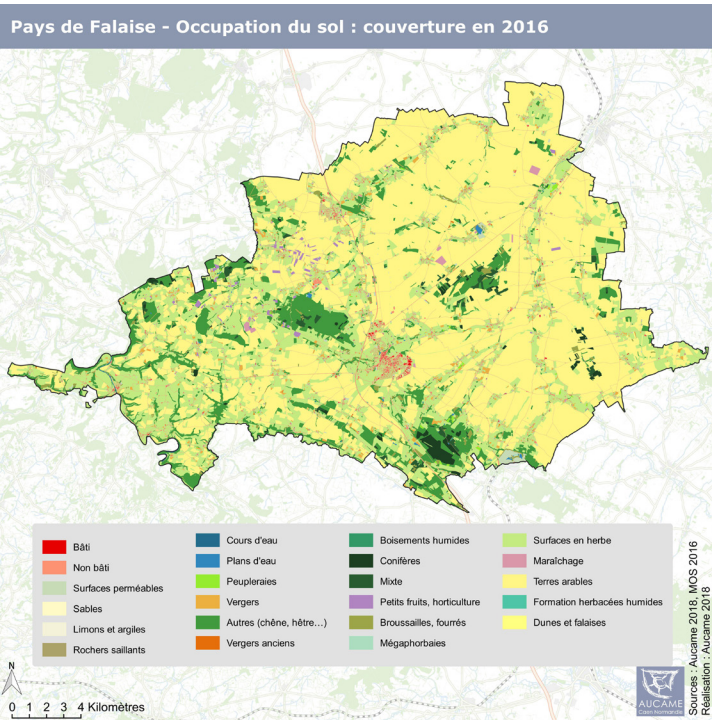 Pays de Falaise - Occupation du sol : couverture en 2016
Bâti
Non bâti
Surfaces perméables
Sables
Limons et argiles
Rochers saillants
Cours d'eau
Plans d'eau
Peupleraies
Vergers
Autres (chêne, hêtre...)
Vergers anciens
Boisements humides
Conifères
Mixte
Petits fruits, horticulture
Broussailles, fourrés
Mégaphorbaies
Surfaces en herbe
Maraîchage
Terres arables
Formation herbacées humides
Dunes et falaises
N
0 1 2 3 4 Kilomètres
AUCAME
Caen Normandie
Sources : Aucame 2018, MOS 2016
Réalisation : Aucame 2018